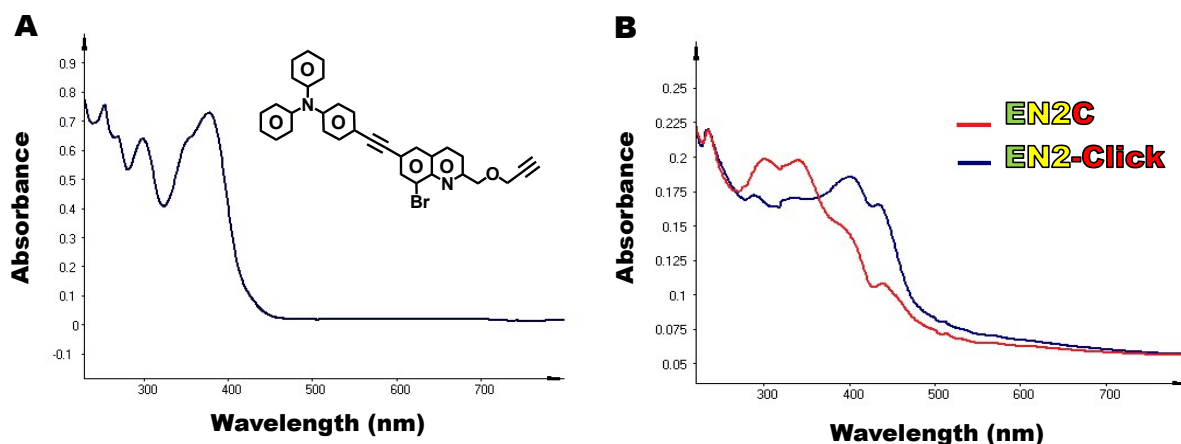 A
Absorbance
0.9
0.8
0.7
0.6
0.5
0.4
0.3
0.2
0.1
0
-0.1
300
400
500
600
700
Wavelength (nm)
O
O
N
O
O
N
O
Br
B
Absorbance
0.25
0.225
0.2
0.175
0.15
0.125
0.1
0.075
0.05
300
400
500
600
700
Wavelength (nm)
EN2C
EN2-Click